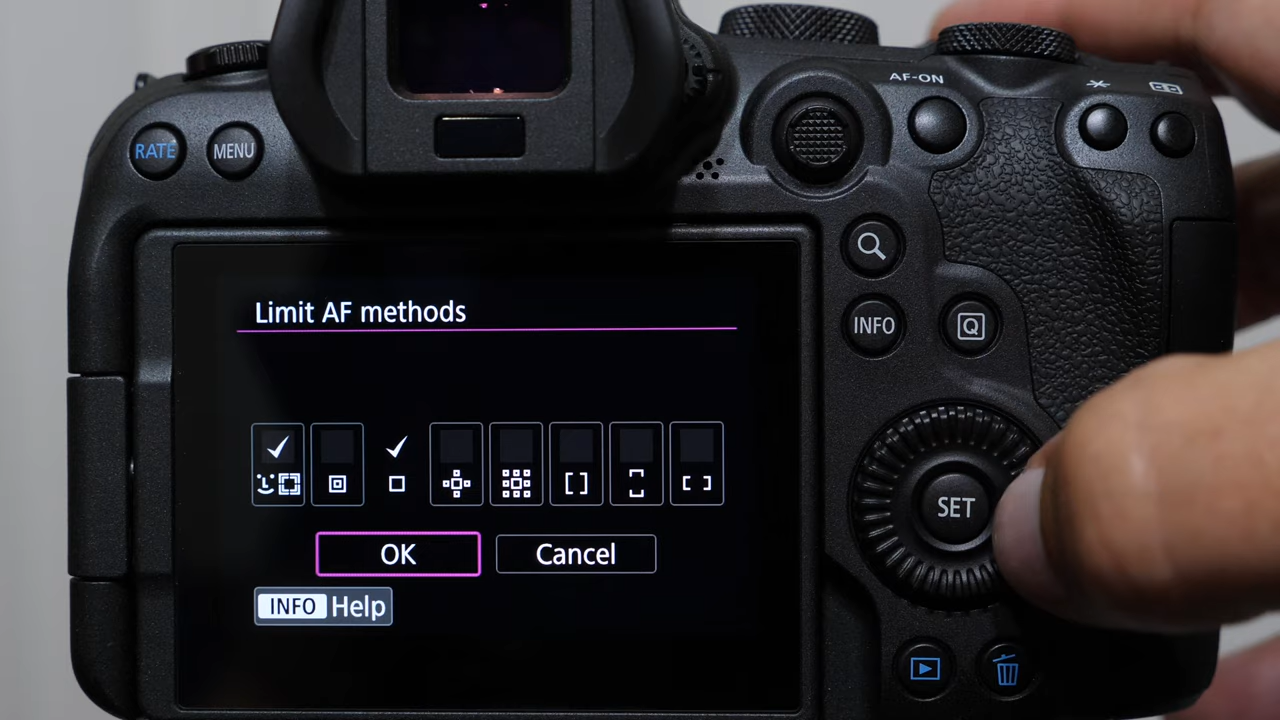 AF-ON
RATE
MENU
INFO
Q
Limit AF methods
OK
Cancel
INFO Help
SET